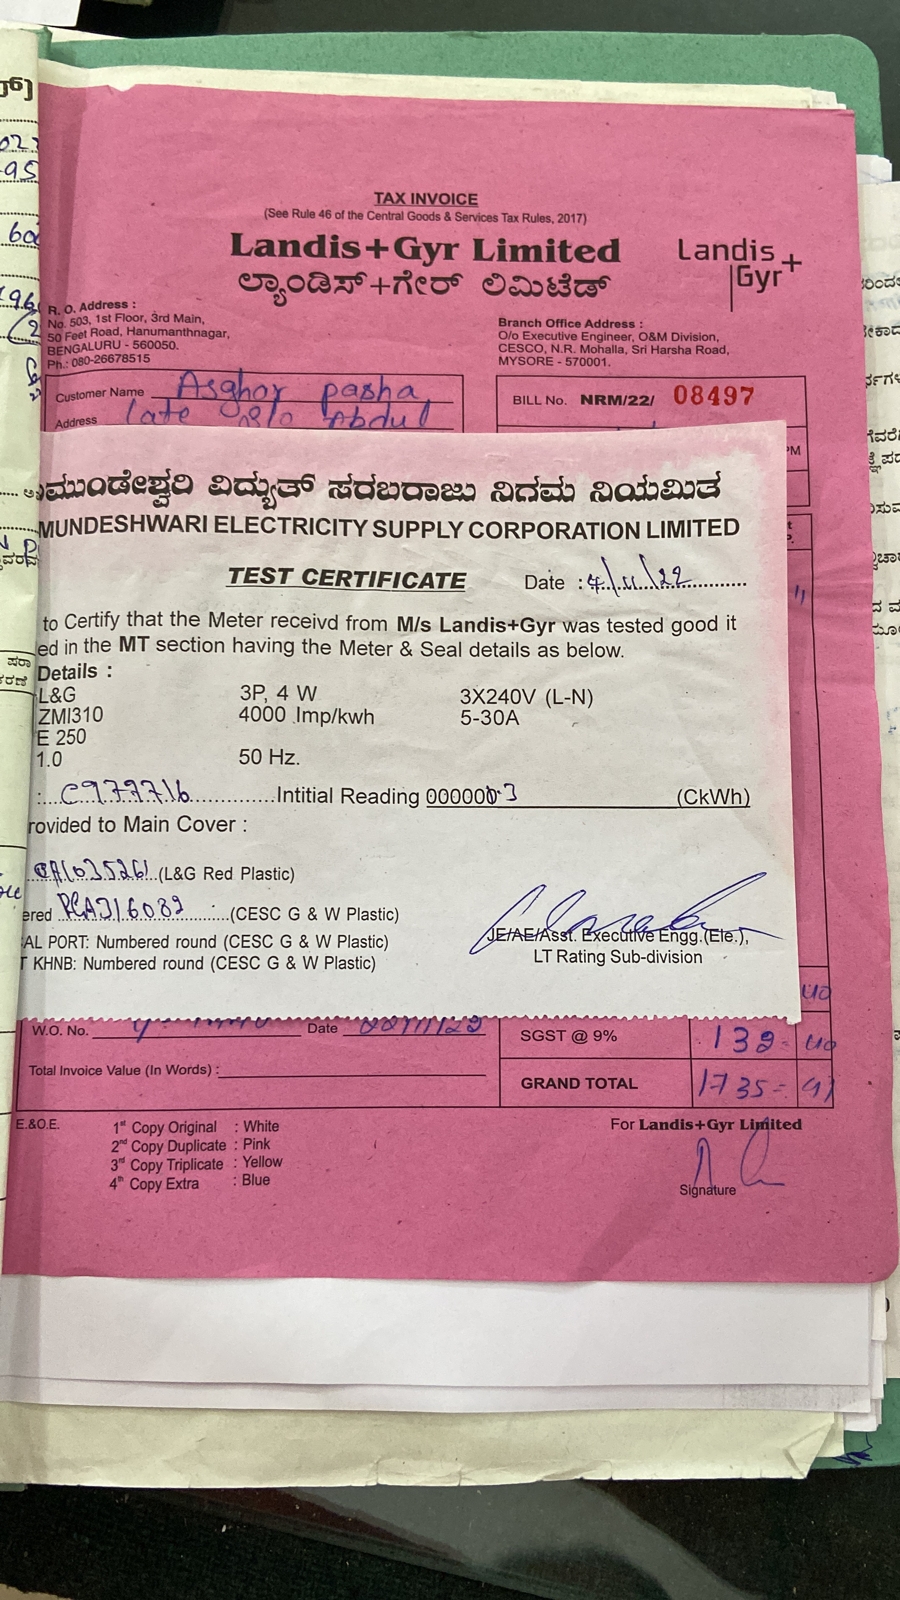 TAX INVOICE
(See Rule 46 of the Central Goods & Services Tax Rules, 2017)
Landis+Gyr Limited
ಲ್ಯಾಂಡಿಸ್+ಗೇರ್ ಲಿಮಿಟೆಡ್
Landis
Gyr+
R. O. Address :
No. 503, 1st Floor, 3rd Main,
50 Feet Road, Hanumanthnagar,
BENGALURU - 560050.
Ph.: 080-26678515
Branch Office Address :
O/o Executive Engineer, O&M Division,
CESCO, N.R. Mohalla, Sri Harsha Road,
MYSORE - 570001.
Customer Name Asghar pasha
Address late S/o Abdul
BILL No. NRM/22/ 08497
ಮುಂಡೇಶ್ವರಿ ವಿದ್ಯುತ್ ಸರಬರಾಜು ನಿಗಮ ನಿಯಮಿತ
MUNDESHWARI ELECTRICITY SUPPLY CORPORATION LIMITED
TEST CERTIFICATE
Date : 4/11/22
to Certify that the Meter receivd from M/s Landis+Gyr was tested good it
ed in the MT section having the Meter & Seal details as below.
Details :
L&G 3P, 4 W 3X240V (L-N)
ZMI310 4000 Imp/kwh 5-30A
E 250
1.0 50 Hz.
: C977716 Intitial Reading 000000.3 (CkWh)
rovided to Main Cover :
(L&G Red Plastic)
ered (CESC G & W Plastic)
AL PORT: Numbered round (CESC G & W Plastic)
T KHNB: Numbered round (CESC G & W Plastic)
JE/AE/Asst. Executive Engg.(Ele.),
LT Rating Sub-division
W.O. No. Date
SGST @ 9% 132=40
Total Invoice Value (In Words) :
GRAND TOTAL 1735=91
E.&O.E.
1st Copy Original : White
2nd Copy Duplicate : Pink
3rd Copy Triplicate : Yellow
4th Copy Extra : Blue
For Landis+Gyr Limited
Signature